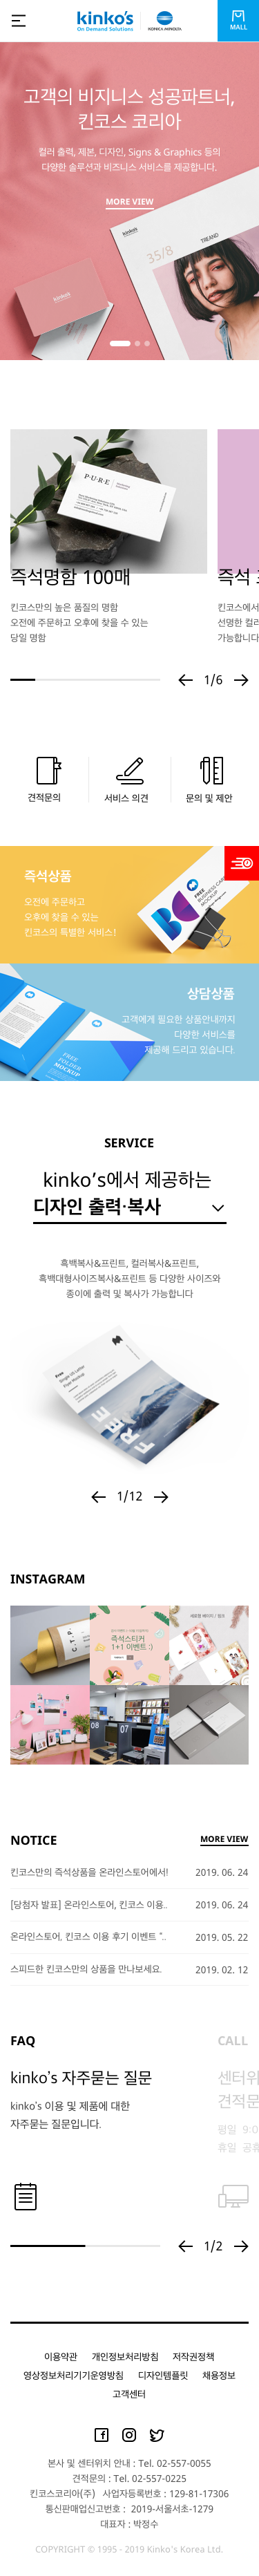 kinko's
On Demand Solutions
KONICA MINOLTA
MALL
고객의 비지니스 성공파트너,
킨코스 코리아
컬러 출력, 제본, 디자인, Signs & Graphics 등의
다양한 솔루션과 비즈니스 서비스를 제공합니다.
MORE VIEW
35/8
TREAND
PURE
즉석명함 100매
즉석
킨코스만의 높은 품질의 명함
오전에 주문하고 오후에 찾을 수 있는
당일 명함
킨코스에서
선명한 컬러
가능합니다
1/6
견적문의
서비스 의견
문의 및 제안
즉석상품
오전에 주문하고
오후에 찾을 수 있는
킨코스의 특별한 서비스!
FREE
BUSINESS CARD
MOCKUP
상담상품
고객에게 필요한 상품안내까지
다양한 서비스를
제공해 드리고 있습니다.
FREE
FOLDER
MOCKUP
SERVICE
kinko's에서 제공하는
디자인 출력·복사
흑백복사&프린트, 컬러복사&프린트,
흑백대형사이즈복사&프린트 등 다양한 사이즈와
종이에 출력 및 복사가 가능합니다
FREE
1/12
INSTAGRAM
즉석스티커
1+1 이벤트
08
07
NOTICE
MORE VIEW
킨코스만의 즉석상품을 온라인스토어에서!
2019. 06. 24
[당첨자 발표] 온라인스토어, 킨코스 이용..
2019. 06. 24
온라인스토어, 킨코스 이용 후기 이벤트 "..
2019. 05. 22
스피드한 킨코스만의 상품을 만나보세요.
2019. 02. 12
FAQ
CALL
kinko's 자주묻는 질문
센터위
견적문
kinko's 이용 및 제품에 대한
자주묻는 질문입니다.
평일 9:0
휴일 공휴
1/2
이용약관 개인정보처리방침 저작권정책
영상정보처리기기운영방침 디자인템플릿 채용정보
고객센터
본사 및 센터위치 안내 : Tel. 02-557-0055
견적문의 : Tel. 02-557-0225
킨코스코리아(주) 사업자등록번호 : 129-81-17306
통신판매업신고번호 : 2019-서울서초-1279
대표자 : 박정수
COPYRIGHT © 1995 - 2019 Kinko's Korea Ltd.